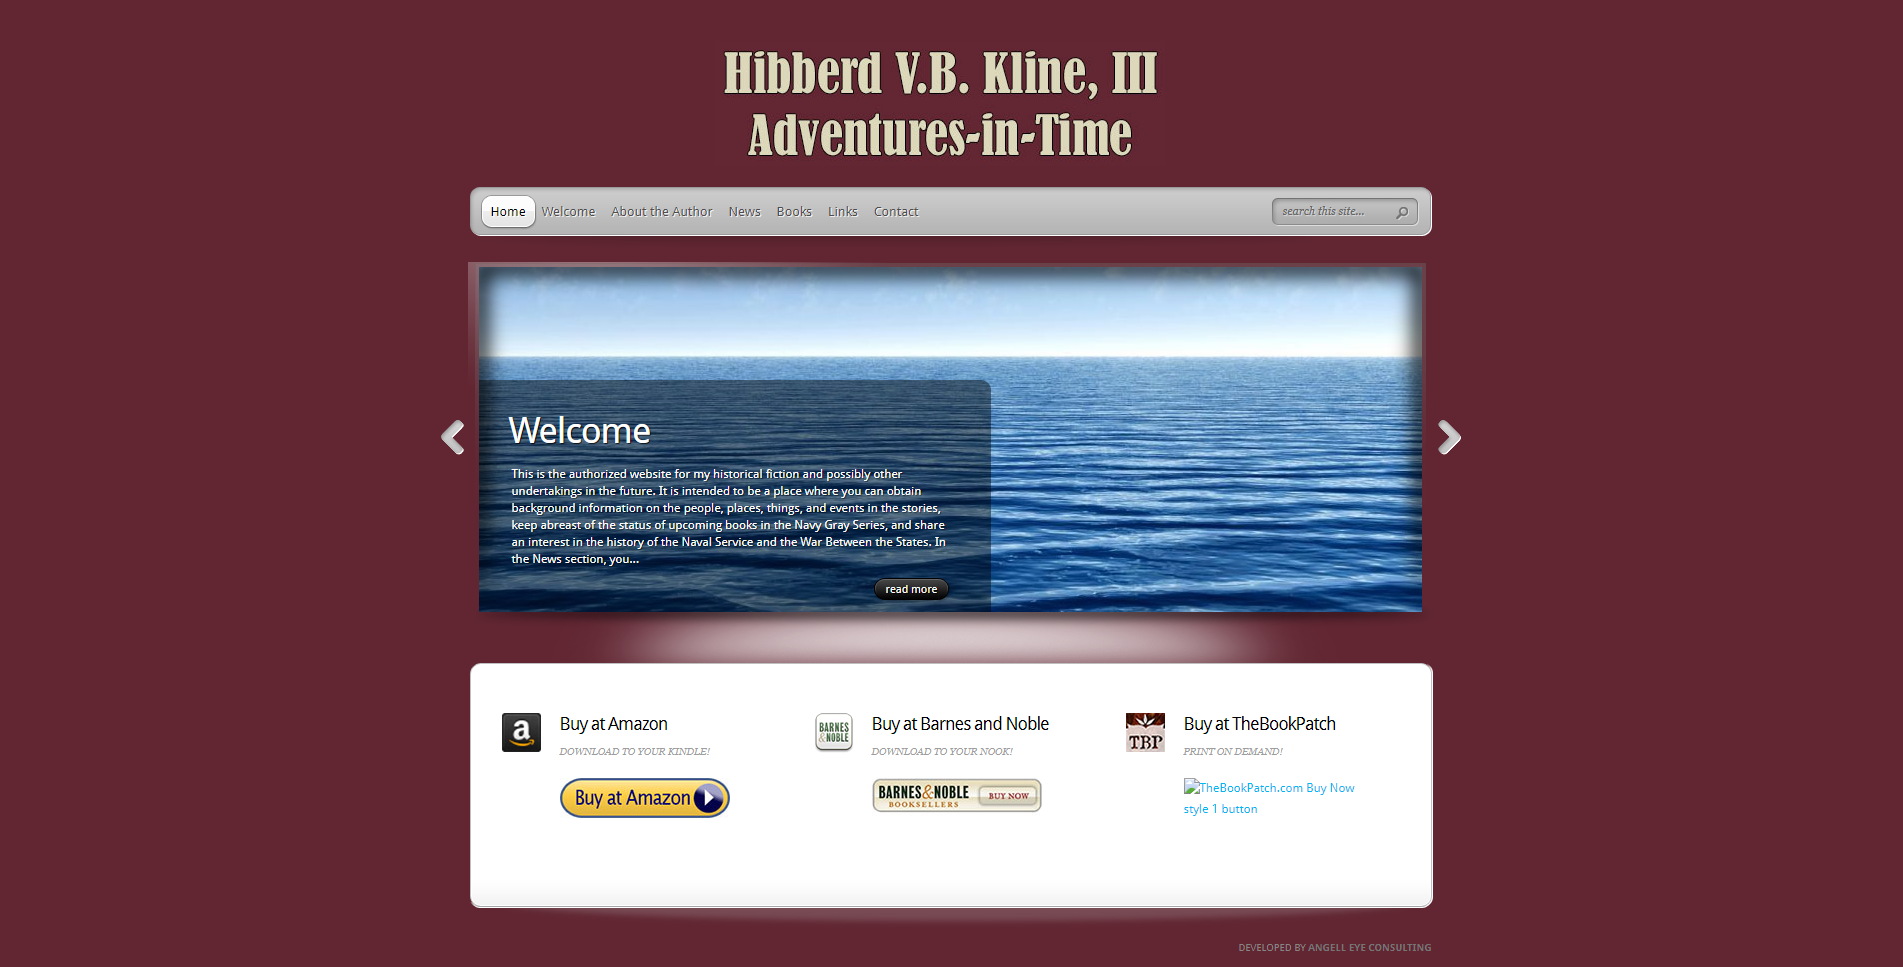 Hibberd V.B. Kline, III
Adventures-in-Time
Home Welcome About the Author News Books Links Contact search this site...
Welcome
This is the authorized website for my historical fiction and possibly other
undertakings in the future. It is intended to be a place where you can obtain
background information on the people, places, things, and events in the stories,
keep abreast of the status of upcoming books in the Navy Gray Series, and share
an interest in the history of the Naval Service and the War Between the States. In
the News section, you...
read more
a Buy at Amazon
DOWNLOAD TO YOUR KINDLE!
Buy at Amazon
BARNES
&NOBLE
Buy at Barnes and Noble
DOWNLOAD TO YOUR NOOK!
BARNES&NOBLE
BOOKSELLERS
BUY NOW
TBP
Buy at TheBookPatch
PRINT ON DEMAND!
TheBookPatch.com Buy Now
style 1 button
DEVELOPED BY ANGELL EYE CONSULTING